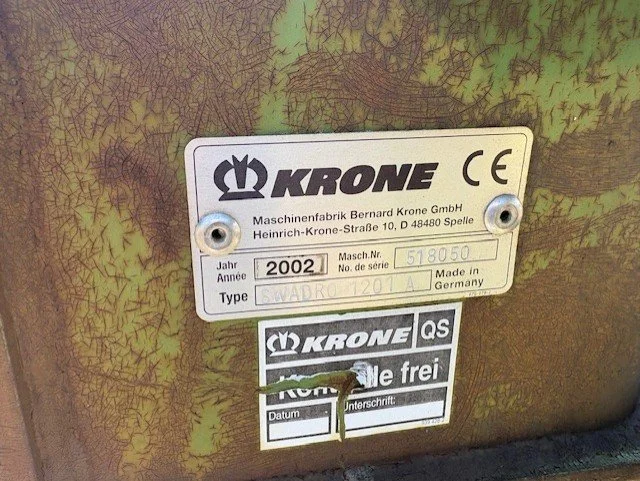 KRONE CE
Maschinenfabrik Bernard Krone GmbH
Heinrich-Krone-Straße 10, D 48480 Spelle
Jahr
Année
2002
Masch.Nr.
No. de série
518050
Type SWADRO 1201 A
Made in
Germany
KRONE QS
frei
Datum Unterschrift: